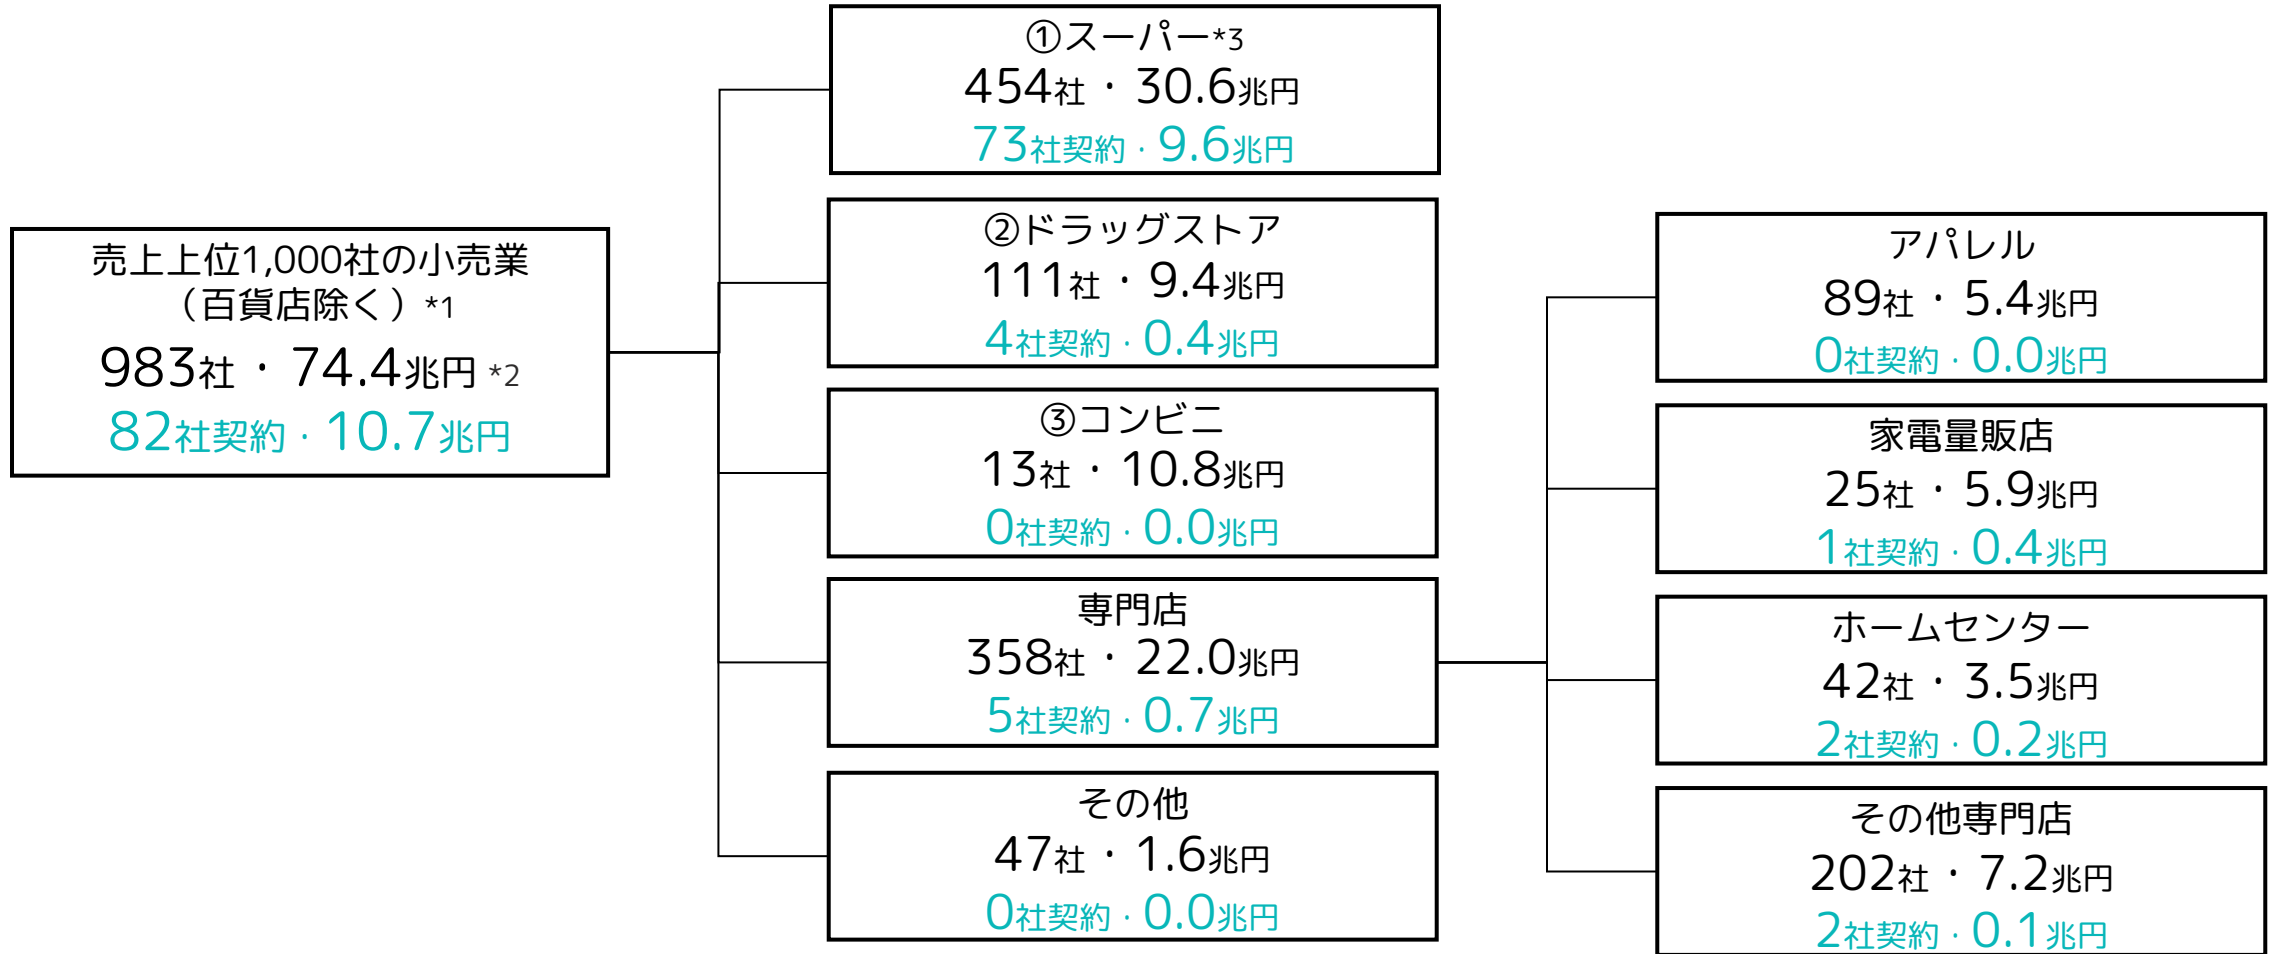 売上上位1,000社の小売業
（百貨店除く）*1
983社・74.4兆円 *2
82社契約・10.7兆円
①スーパー*3
454社・30.6兆円
73社契約・9.6兆円
②ドラッグストア
111社・9.4兆円
4社契約・0.4兆円
③コンビニ
13社・10.8兆円
0社契約・0.0兆円
専門店
358社・22.0兆円
5社契約・0.7兆円
その他
47社・1.6兆円
0社契約・0.0兆円
アパレル
89社・5.4兆円
0社契約・0.0兆円
家電量販店
25社・5.9兆円
1社契約・0.4兆円
ホームセンター
42社・3.5兆円
2社契約・0.2兆円
その他専門店
202社・7.2兆円
2社契約・0.1兆円